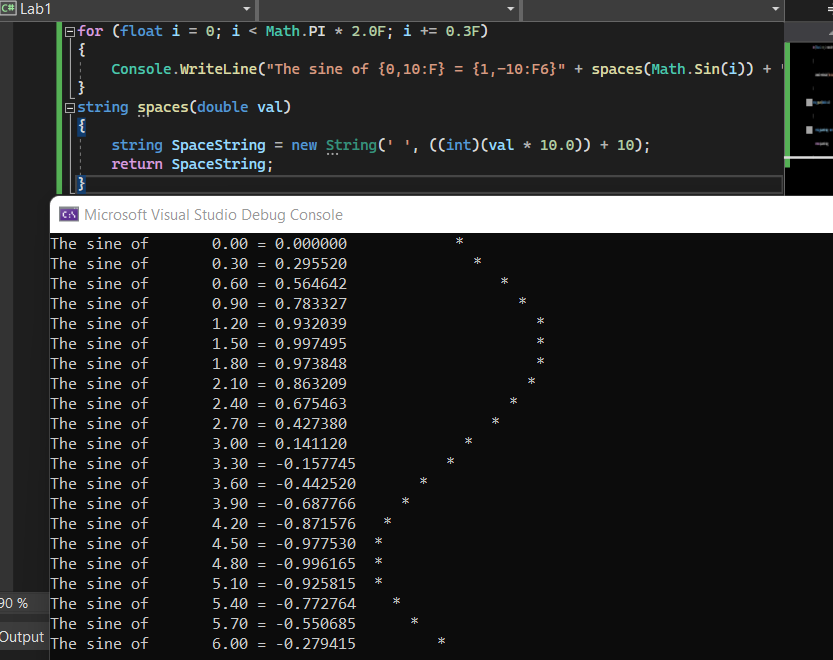 C# Lab1
for (float i = 0; i < Math.PI * 2.0F; i += 0.3F)
{
    Console.WriteLine("The sine of {0,10:F} = {1,-10:F6}" + spaces(Math.Sin(i)) + "
}
string spaces(double val)
{
    string SpaceString = new String(' ', ((int)(val * 10.0)) + 10);
    return SpaceString;
}
C:\ Microsoft Visual Studio Debug Console
The sine of       0.00 = 0.000000            *
The sine of       0.30 = 0.295520              *
The sine of       0.60 = 0.564642                 *
The sine of       0.90 = 0.783327                   *
The sine of       1.20 = 0.932039                     *
The sine of       1.50 = 0.997495                     *
The sine of       1.80 = 0.973848                     *
The sine of       2.10 = 0.863209                    *
The sine of       2.40 = 0.675463                  *
The sine of       2.70 = 0.427380                *
The sine of       3.00 = 0.141120             *
The sine of       3.30 = -0.157745          *
The sine of       3.60 = -0.442520       *
The sine of       3.90 = -0.687766     *
The sine of       4.20 = -0.871576   *
The sine of       4.50 = -0.977530  *
The sine of       4.80 = -0.996165  *
The sine of       5.10 = -0.925815  *
The sine of       5.40 = -0.772764    *
The sine of       5.70 = -0.550685      *
The sine of       6.00 = -0.279415         *
90 %
Output